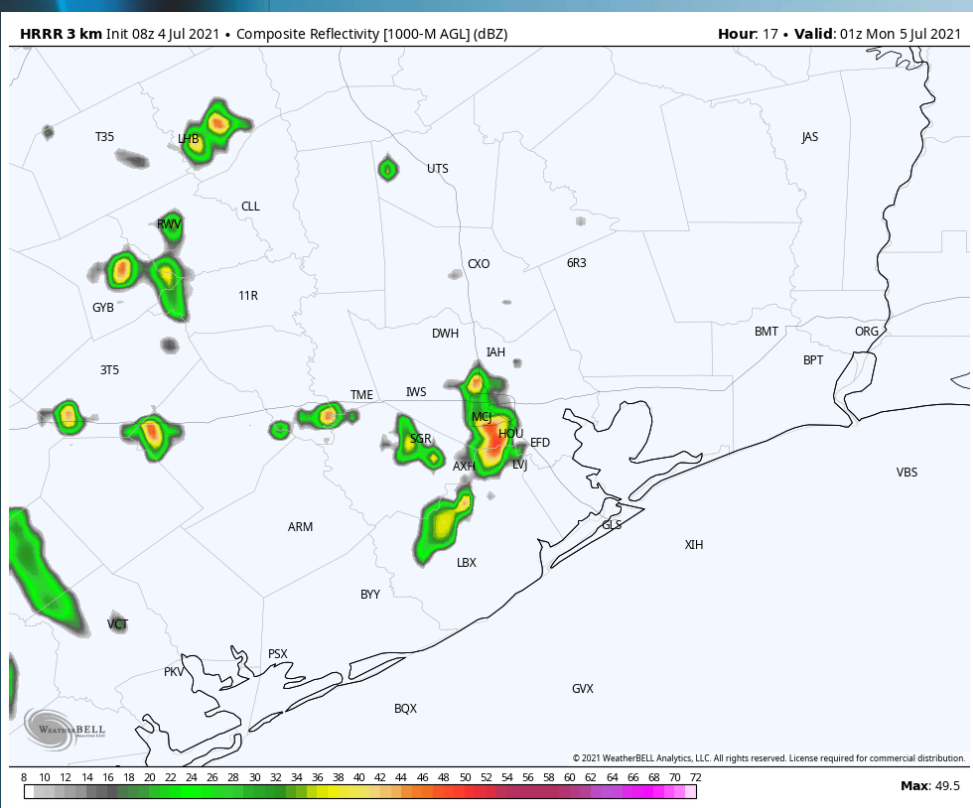 HRRR 3 km Init 08z 4 Jul 2021 • Composite Reflectivity [1000-M AGL] (dBZ) Hour: 17 • Valid: 01z Mon 5 Jul 2021
T35
LHB
JAS
UTS
CLL
RWV
CXO
6R3
11R
GYB
DWH
BMT
ORG
IAH
BPT
3T5
TME
IWS
MCJ
HOU
SGR
EFD
AXH
LVJ
VBS
ARM
GLS
XIH
LBX
BYY
VCT
PSX
PKV
GVX
BQX
WEATHERBELL
© 2021 WeatherBELL Analytics, LLC. All rights reserved. License required for commercial distribution.
8 10 12 14 16 18 20 22 24 26 28 30 32 34 36 38 40 42 44 46 48 50 52 54 56 58 60 62 64 66 68 70 72
Max: 49.5